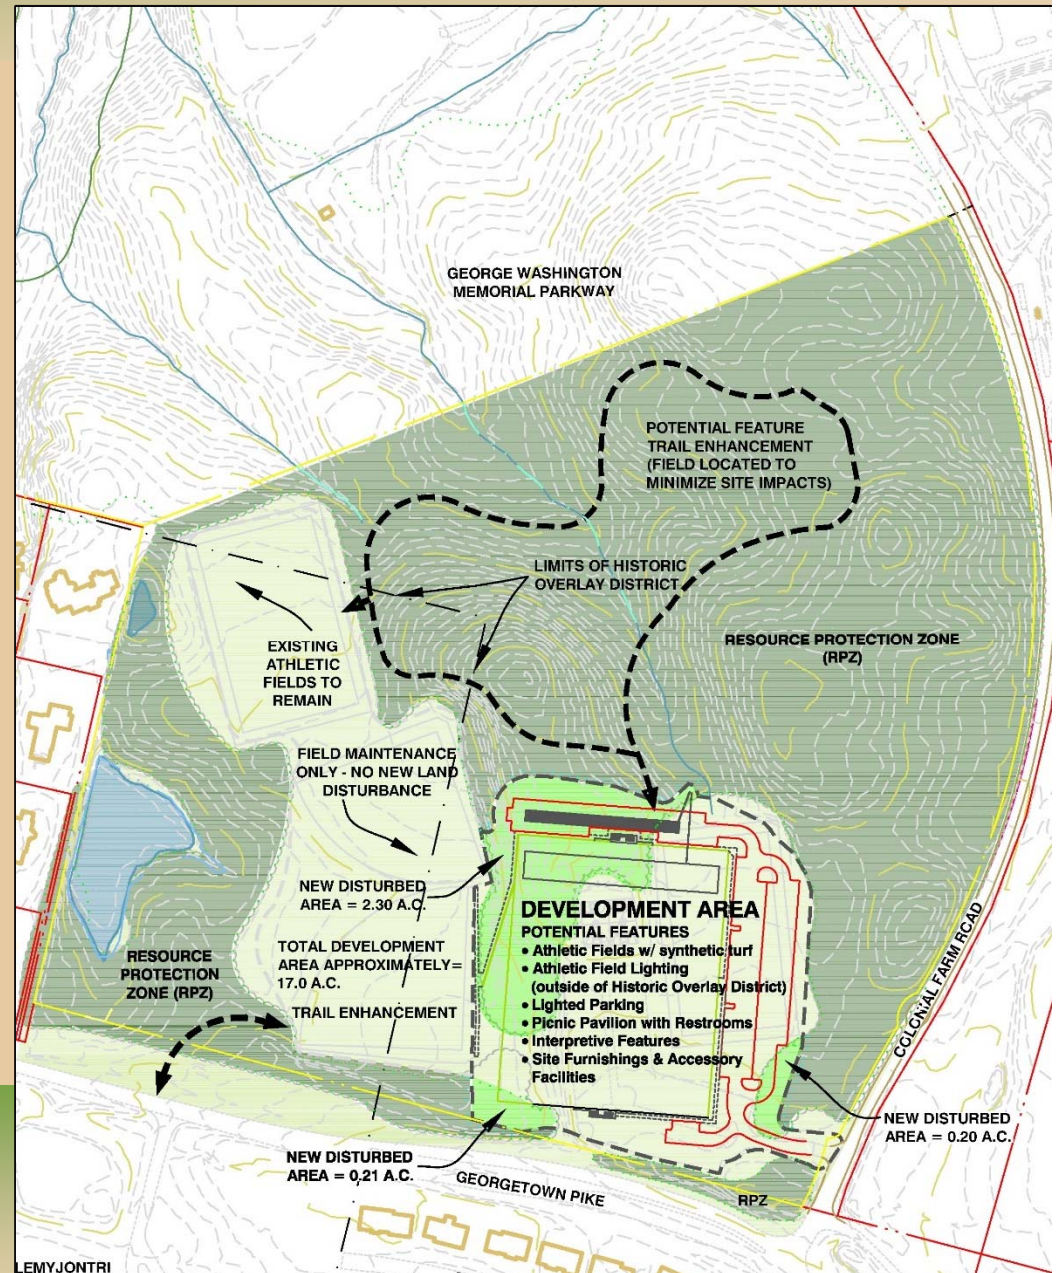 GEORGE WASHINGTON
MEMORIAL PARKWAY
POTENTIAL FEATURE
TRAIL ENHANCEMENT
(FIELD LOCATED TO
MINIMIZE SITE IMPACTS)
LIMITS OF HISTORIC
OVERLAY DISTRICT
EXISTING
ATHLETIC
FIELDS TO
REMAIN
RESOURCE PROTECTION ZONE
(RPZ)
FIELD MAINTENANCE
ONLY - NO NEW LAND
DISTURBANCE
NEW DISTURBED
AREA = 2.30 A.C.
DEVELOPMENT AREA
POTENTIAL FEATURES
• Athletic Fields w/ synthetic turf
• Athletic Field Lighting
(outside of Historic Overlay District)
• Lighted Parking
• Picnic Pavilion with Restrooms
• Interpretive Features
• Site Furnishings & Accessory
Facilities
TOTAL DEVELOPMENT
AREA APPROXIMATELY=
17.0 A.C.
TRAIL ENHANCEMENT
RESOURCE
PROTECTION
ZONE (RPZ)
COLONIAL FARM ROAD
NEW DISTURBED
AREA = 0.20 A.C.
NEW DISTURBED
AREA = 0.21 A.C.
GEORGETOWN PIKE
RPZ
LEMYJONTRI